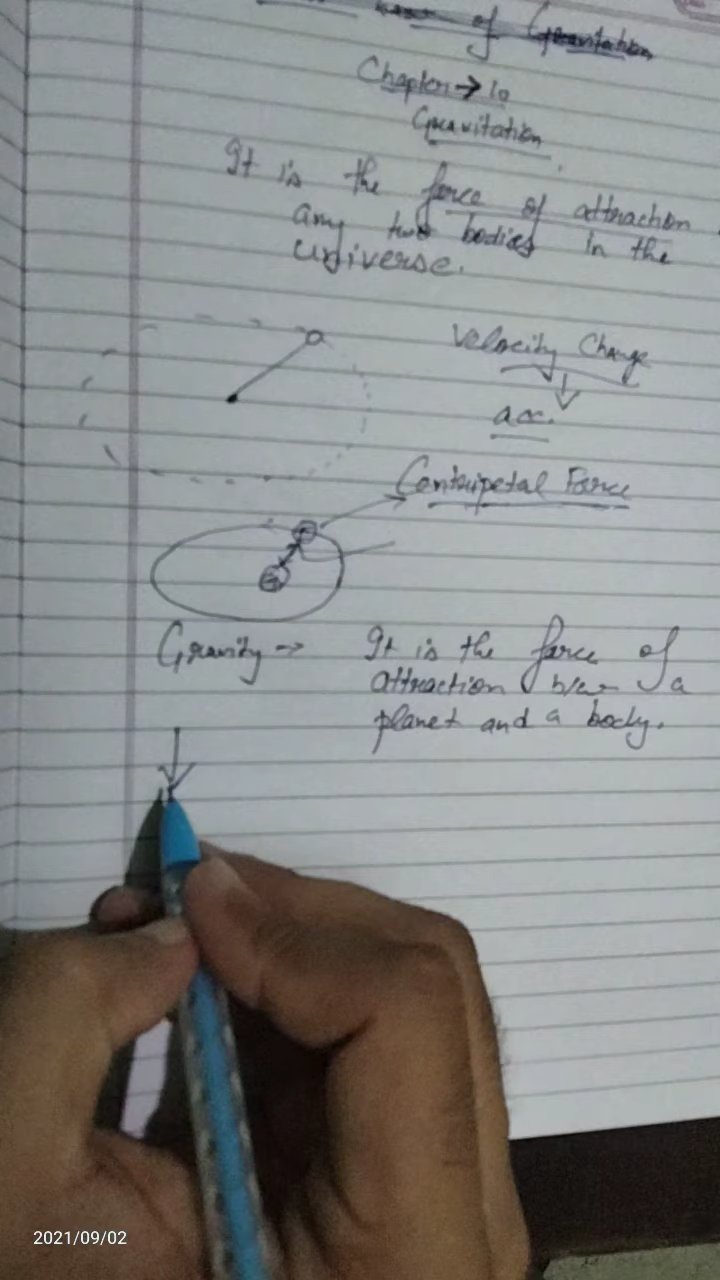 of Gravitation
Chapter → 10
Gravitation
It is the force of attraction
any two bodies in the
universe.
Velocity Change
acc.
Centripetal Force
Gravity → It is the force of
attraction b/w a
planet and a body.
2021/09/02